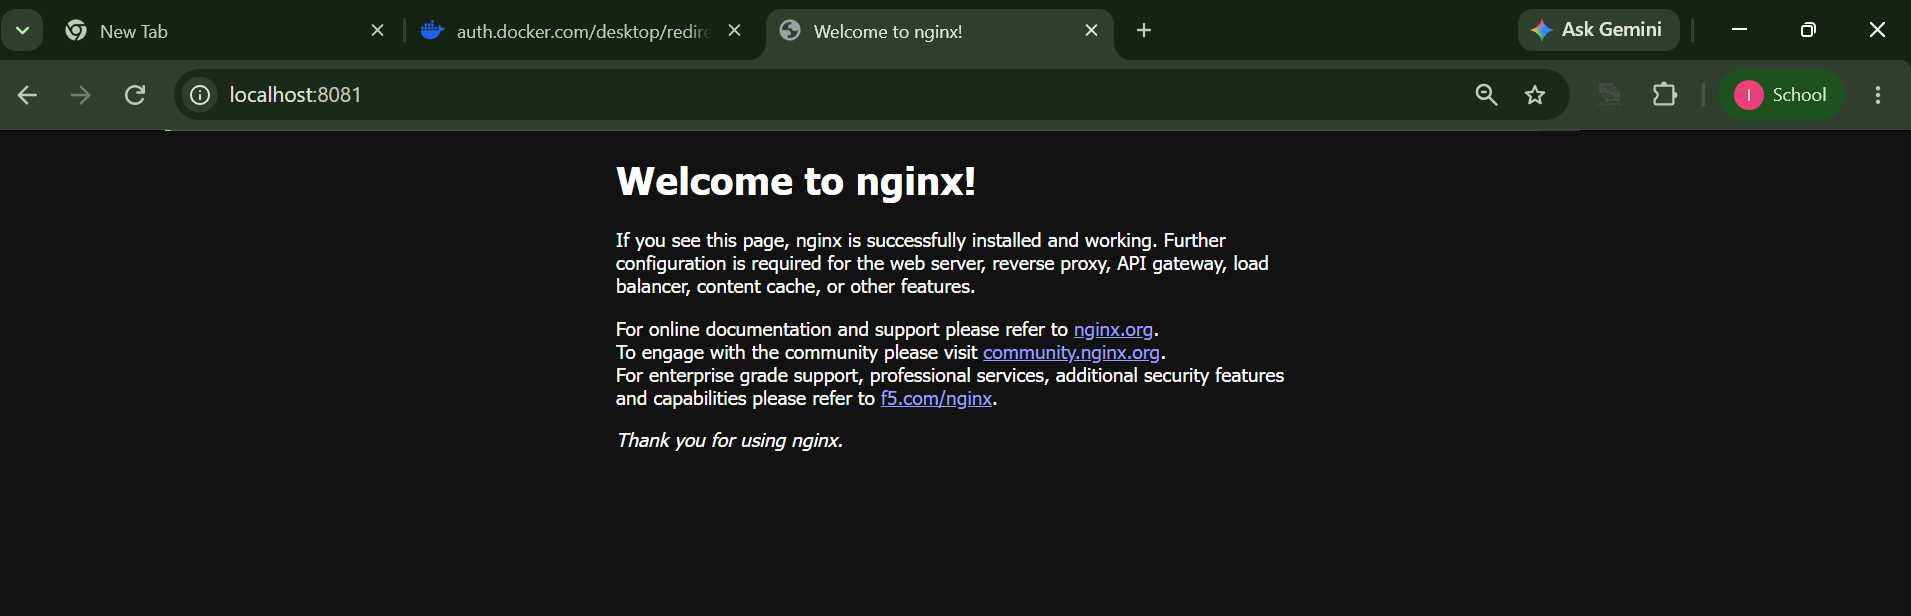 New Tab
auth.docker.com/desktop/redire
Welcome to nginx!
Ask Gemini
localhost:8081
I
School
Welcome to nginx!
If you see this page, nginx is successfully installed and working. Further
configuration is required for the web server, reverse proxy, API gateway, load
balancer, content cache, or other features.
For online documentation and support please refer to nginx.org.
To engage with the community please visit community.nginx.org.
For enterprise grade support, professional services, additional security features
and capabilities please refer to f5.com/nginx.
Thank you for using nginx.